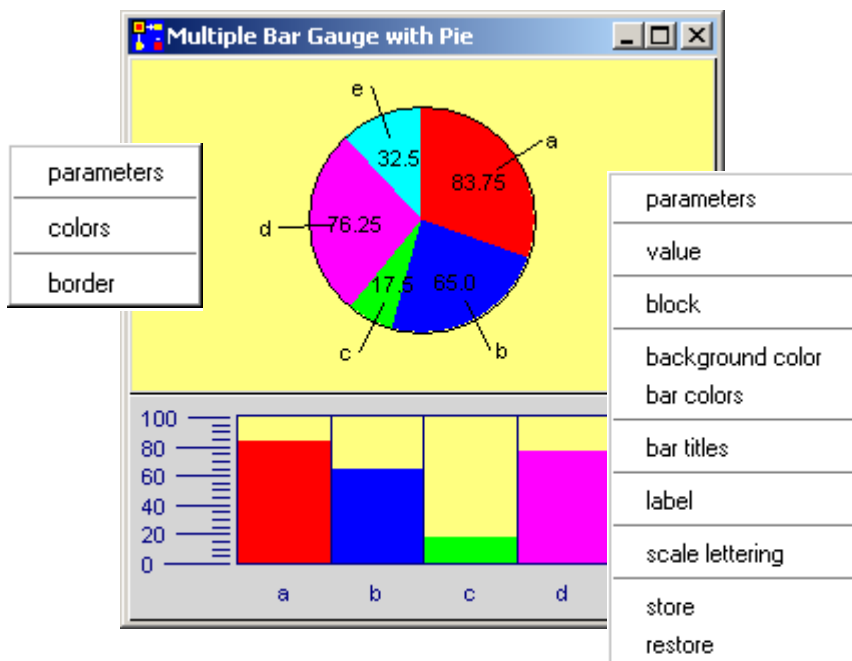 Multiple Bar Gauge with Pie
parameters
colors
border
e
a
32.5
83.75
d
76.25
17.5
65.0
c
b
100
80
60
40
20
0
a
b
c
d
parameters
value
block
background color
bar colors
bar titles
label
scale lettering
store
restore